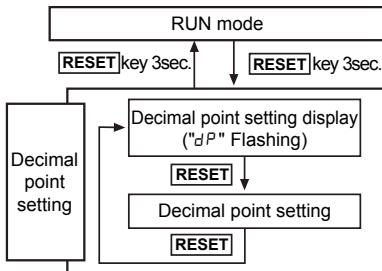 RUN mode
RESET key 3sec.
RESET key 3sec.
Decimal point setting
Decimal point setting display ("dP" Flashing)
RESET
Decimal point setting
RESET